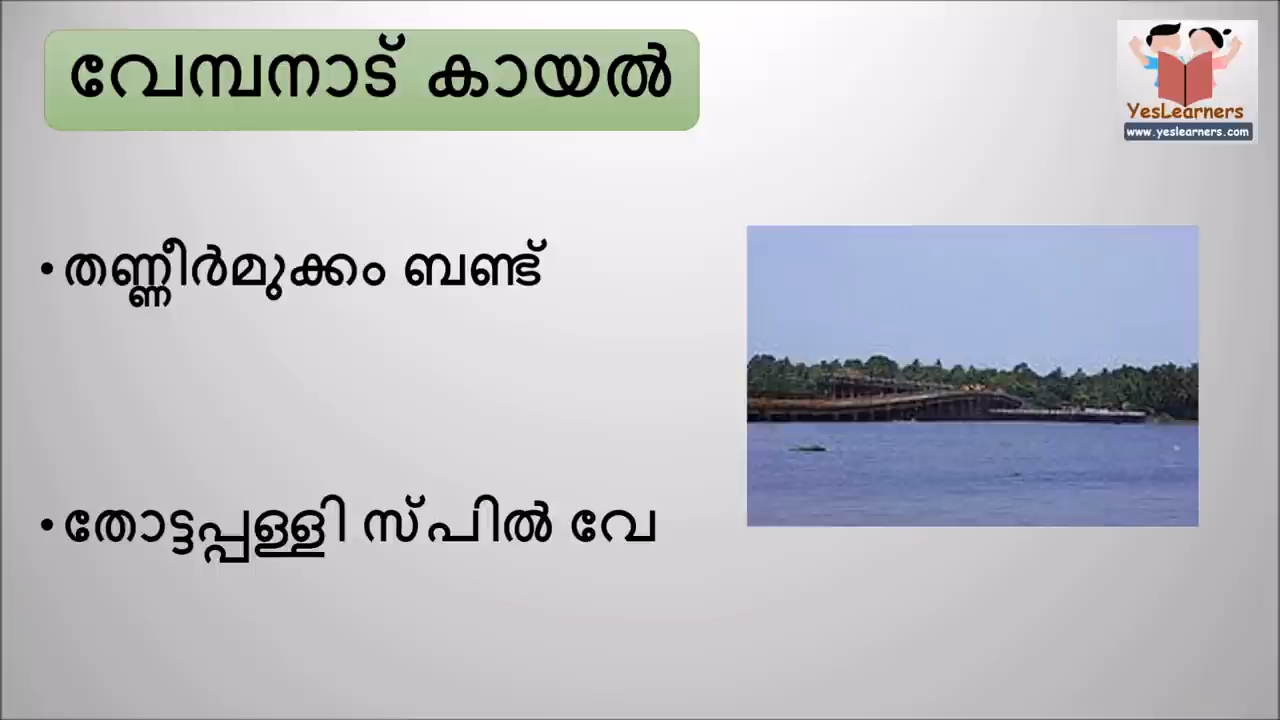 വേമ്പനാട് കായൽ
YesLearners
www.yeslearners.com
•തണ്ണീർമുക്കം ബണ്ട്
•തോട്ടപ്പള്ളി സ്പിൽ വേ